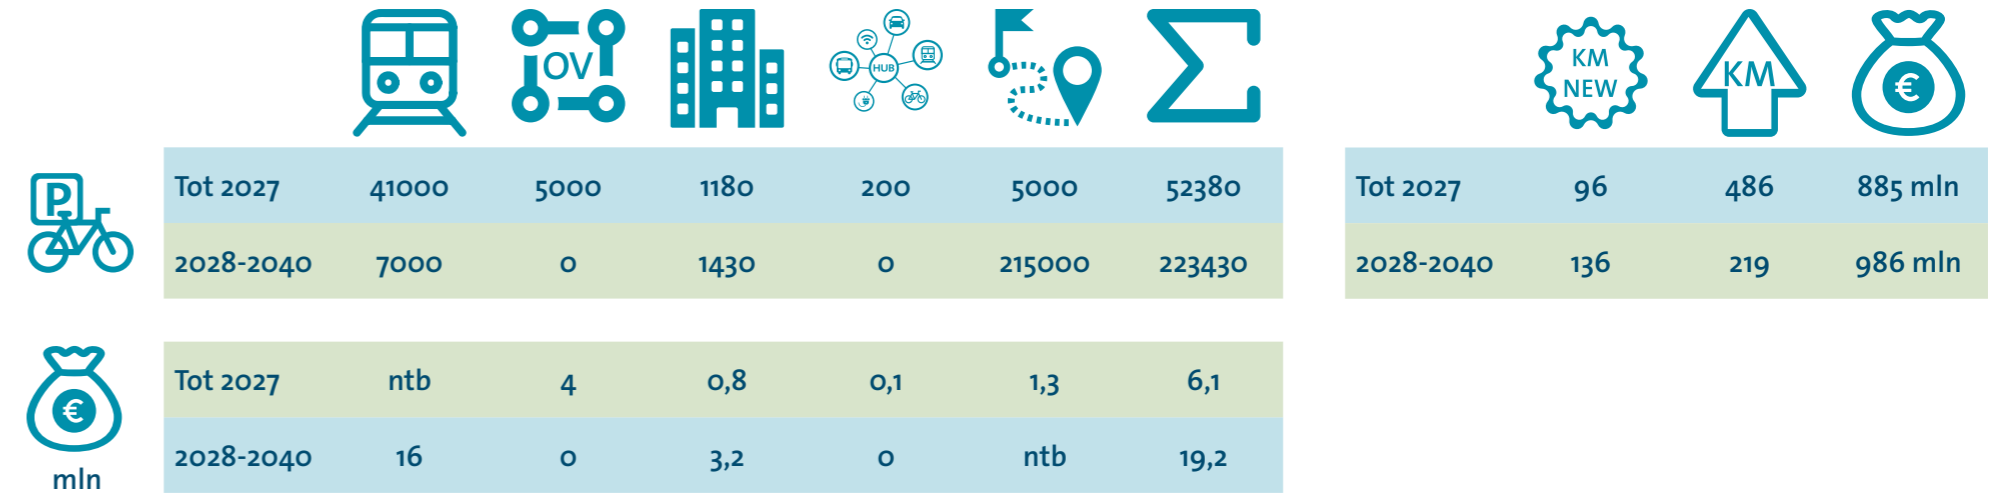 OV
HUB
KM
NEW
KM
€
P
Tot 2027 41000 5000 1180 200 5000 52380
2028-2040 7000 0 1430 0 215000 223430
Tot 2027 96 486 885 mln
2028-2040 136 219 986 mln
€
mln
Tot 2027 ntb 4 0,8 0,1 1,3 6,1
2028-2040 16 0 3,2 0 ntb 19,2